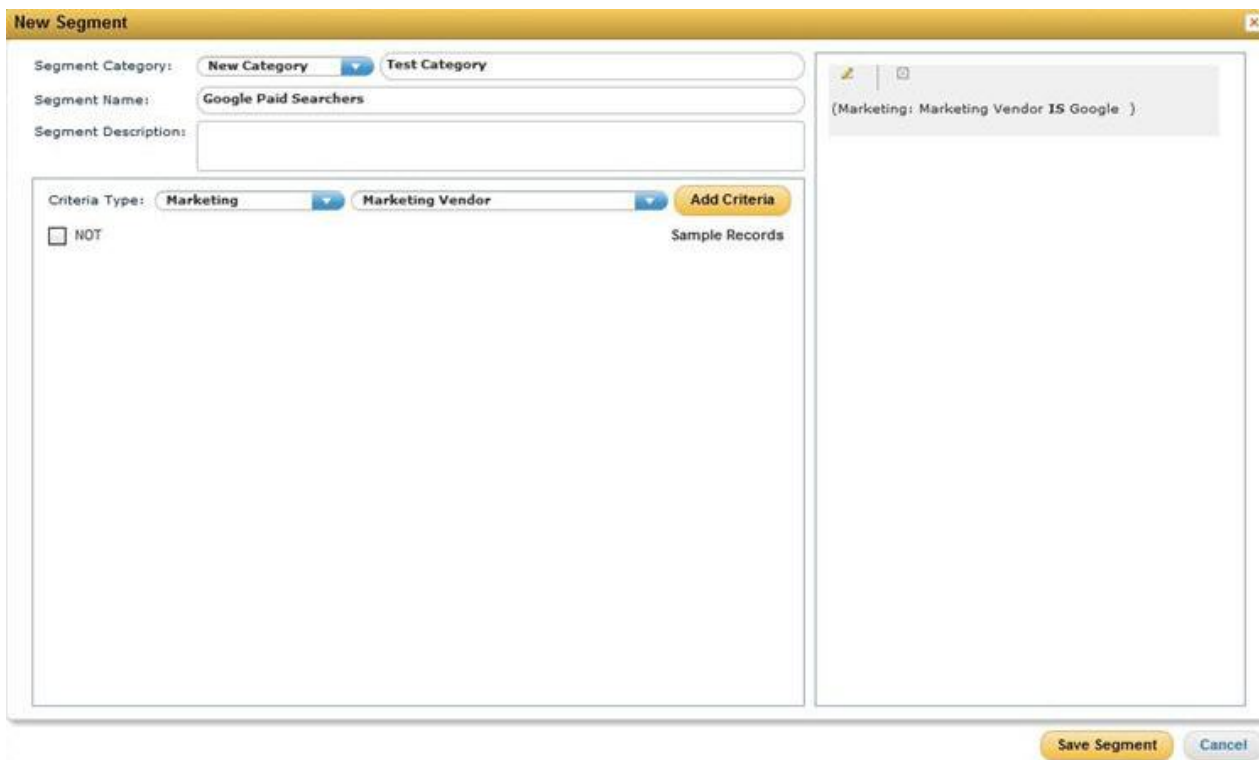 New Segment
Segment Category: New Category Test Category
Segment Name: Google Paid Searchers
Segment Description:
Criteria Type: Marketing Marketing Vendor Add Criteria
NOT Sample Records
(Marketing: Marketing Vendor IS Google )
Save Segment Cancel